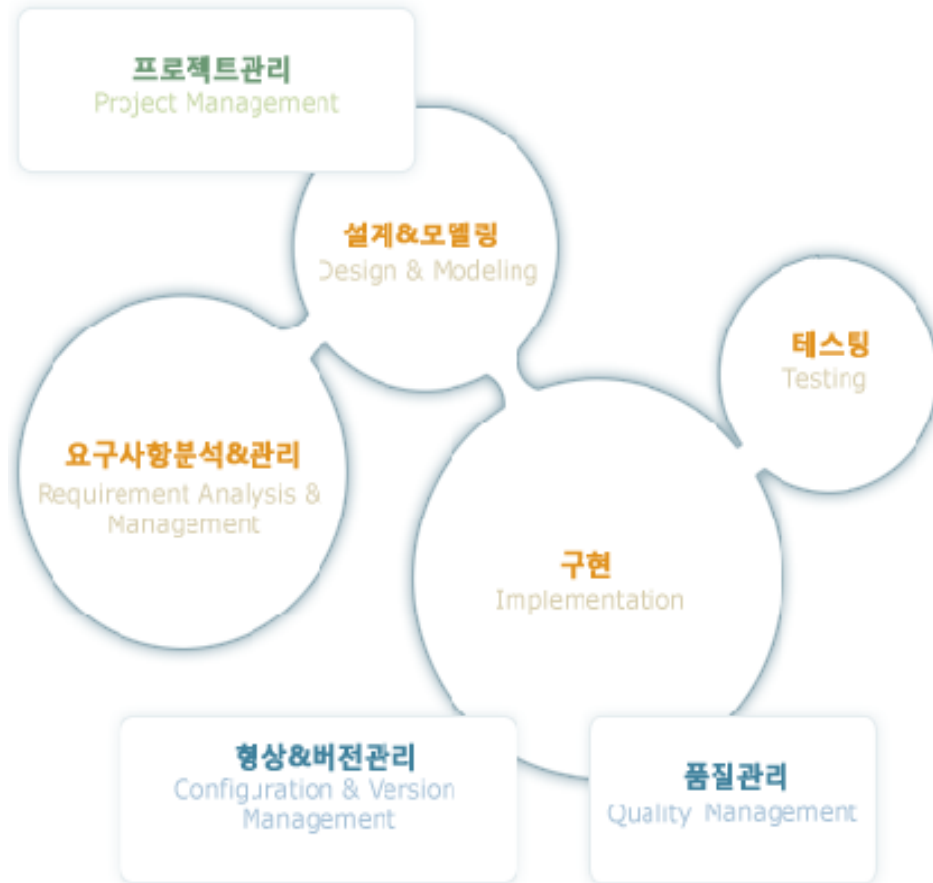 프로젝트관리
Project Management
설계&모델링
Design & Modeling
테스팅
Testing
요구사항분석&관리
Requirement Analysis &
Management
구현
Implementation
형상&버전관리
Configuration & Version
Management
품질관리
Quality Management